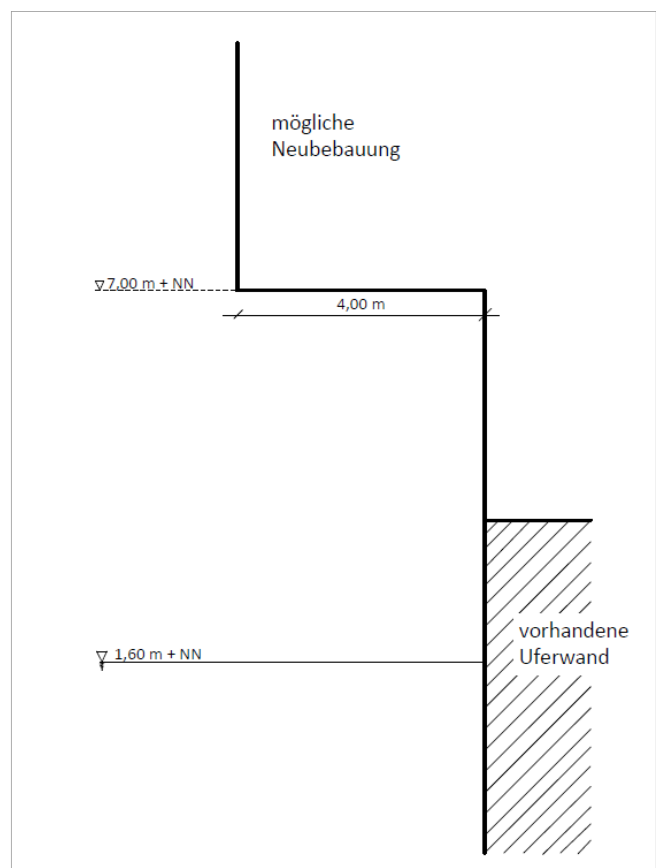 mögliche
Neubebauung
7,00 m + NN
4,00 m
vorhandene
Uferwand
1,60 m + NN